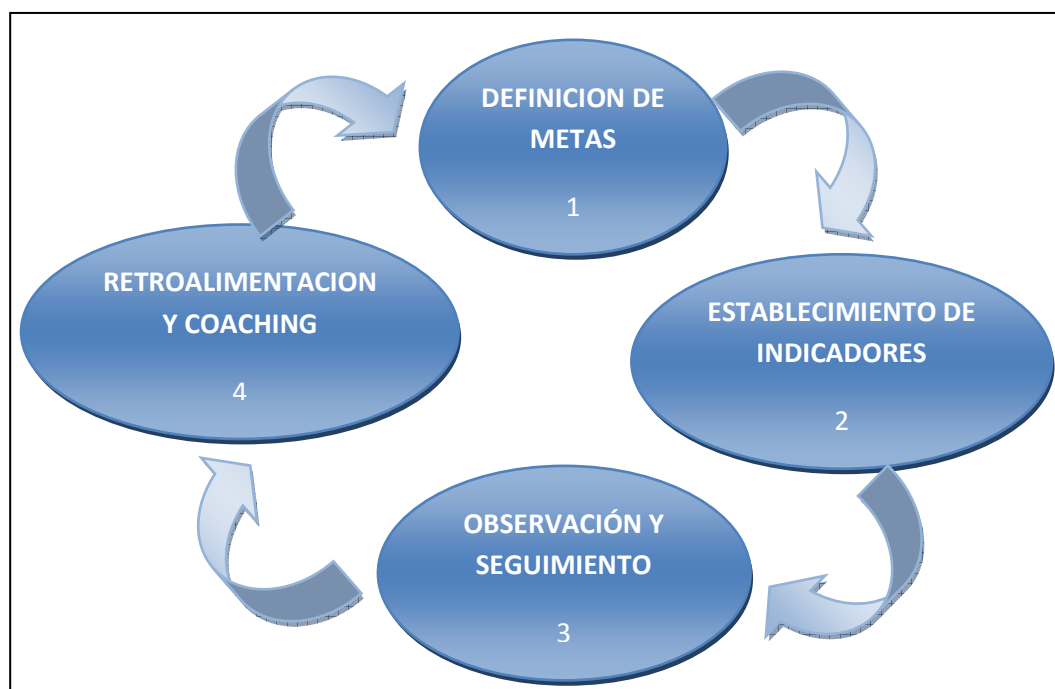 DEFINICION DE
METAS
1
ESTABLECIMIENTO DE
INDICADORES
2
OBSERVACIÓN Y
SEGUIMIENTO
3
RETROALIMENTACION
Y COACHING
4